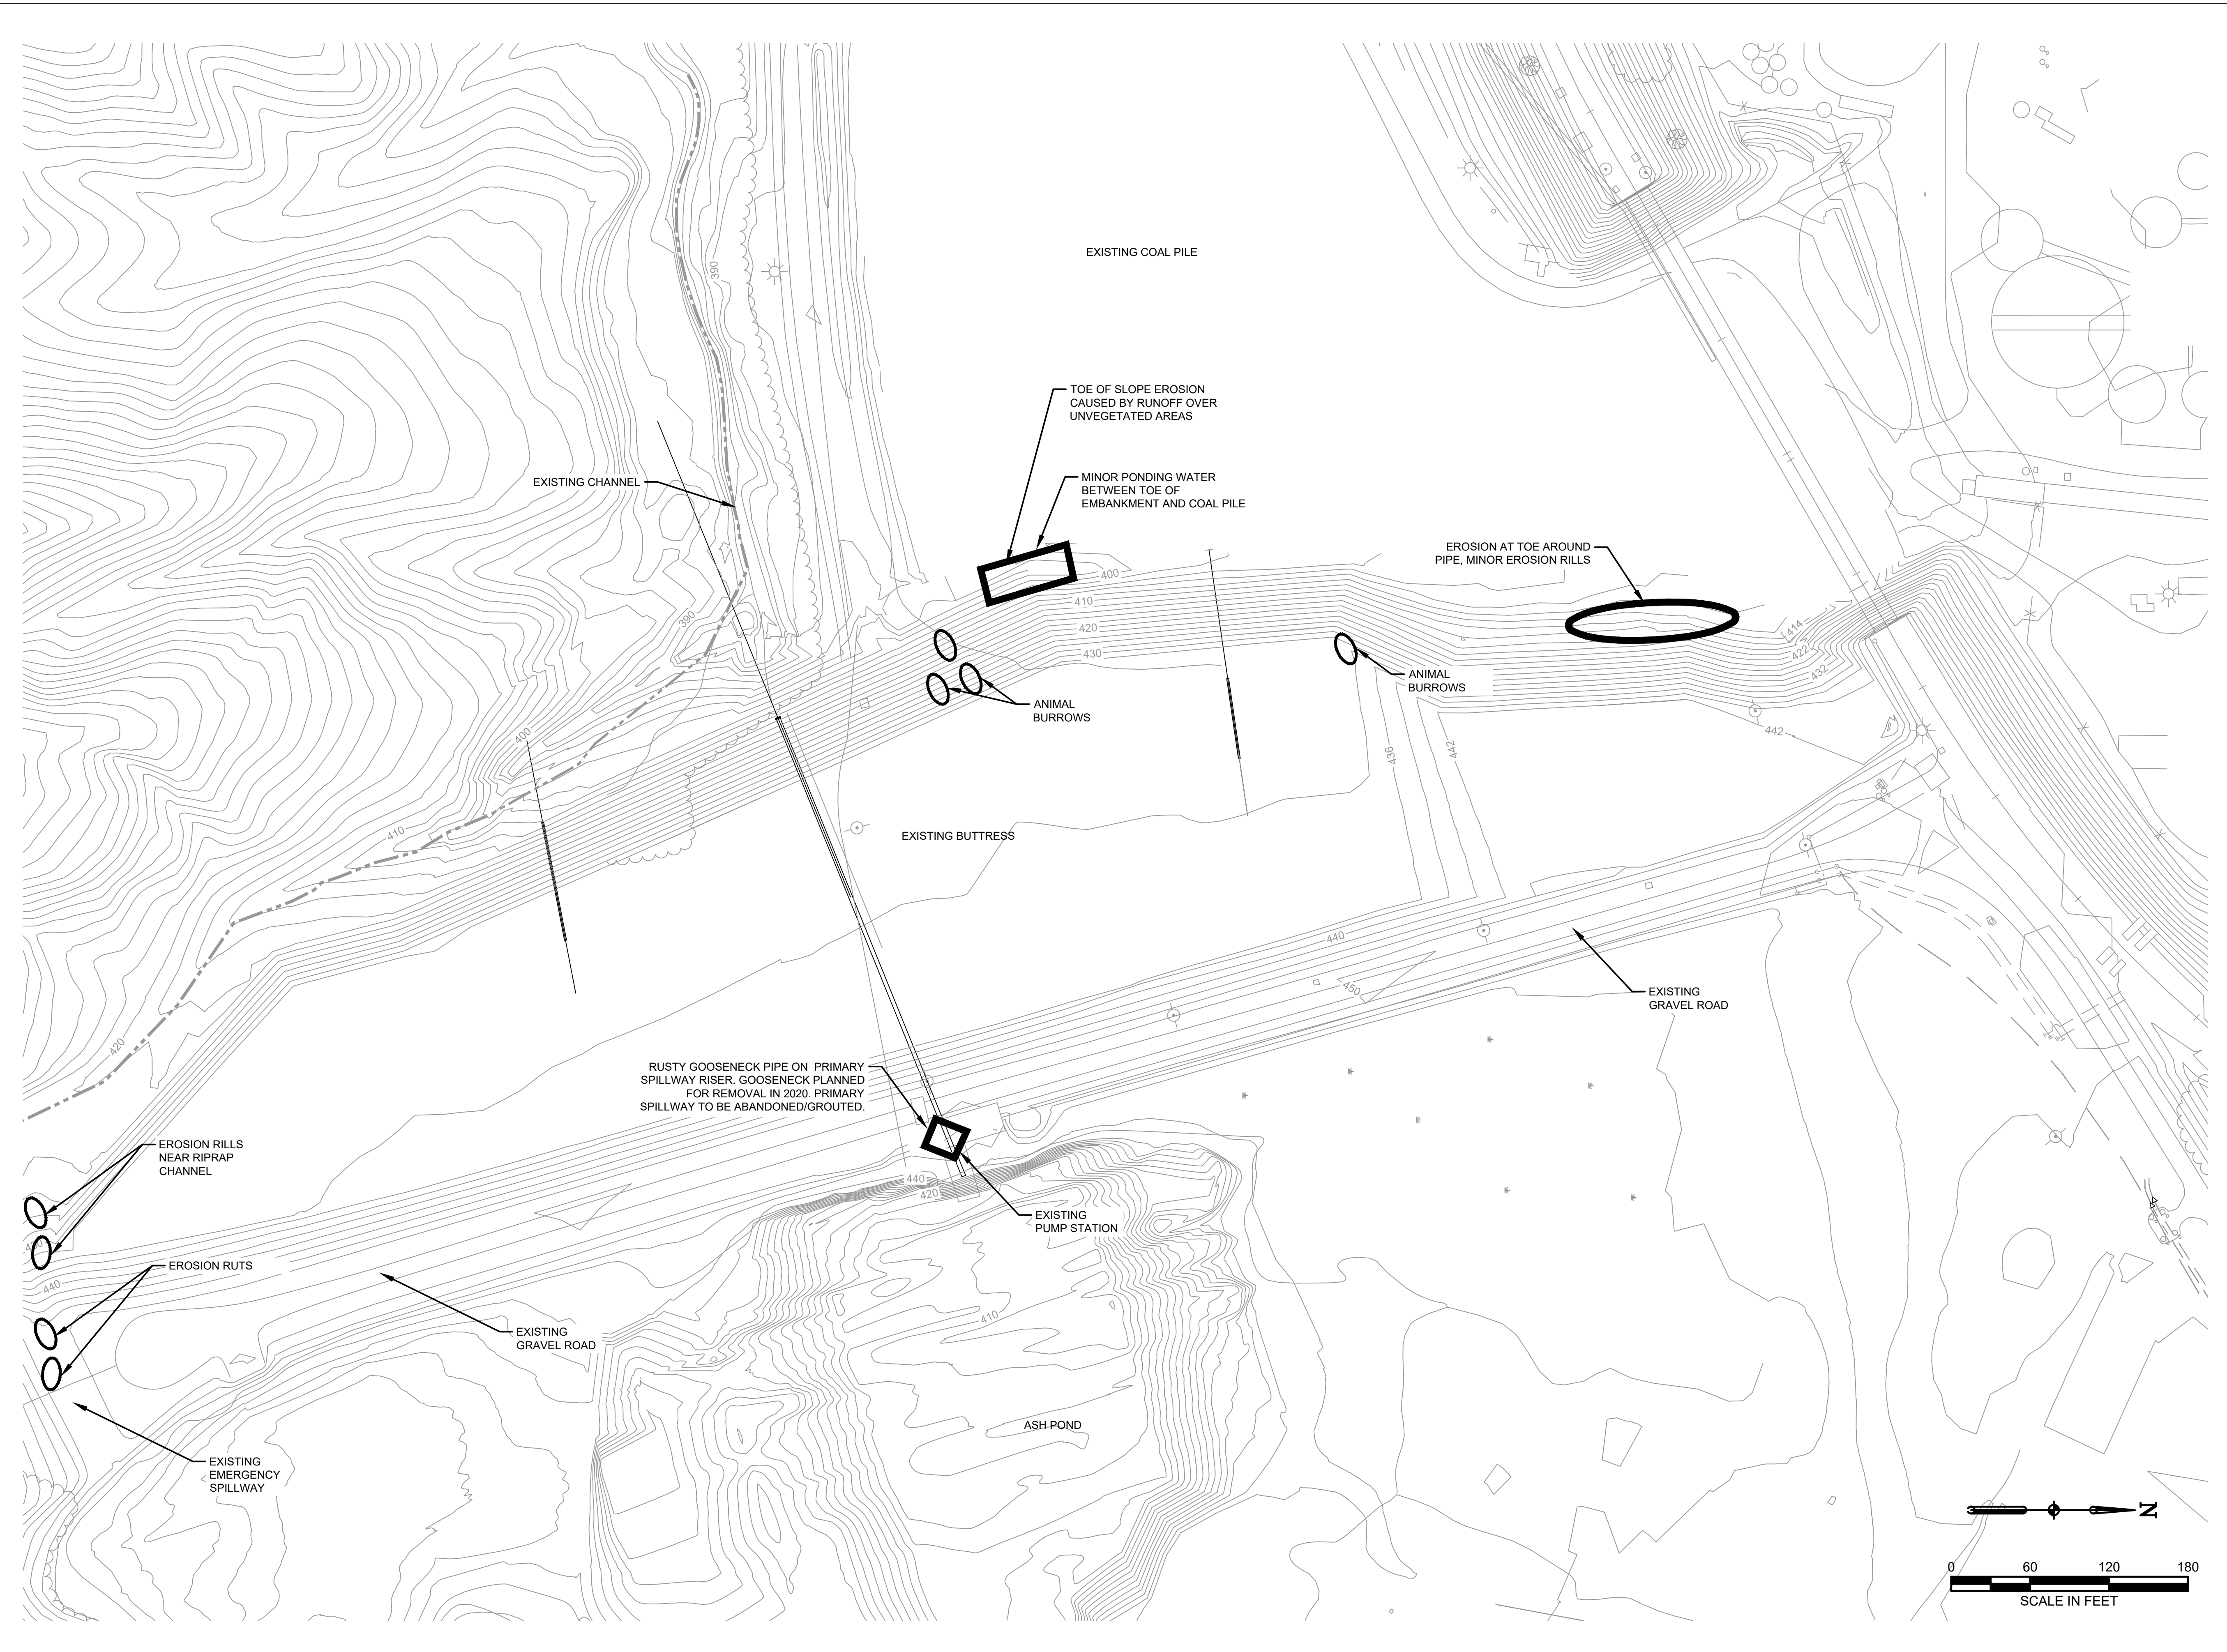 EXISTING COAL PILE
390
TOE OF SLOPE EROSION
CAUSED BY RUNOFF OVER
UNVEGETATED AREAS
EXISTING CHANNEL
MINOR PONDING WATER
BETWEEN TOE OF
EMBANKMENT AND COAL PILE
EROSION AT TOE AROUND
PIPE, MINOR EROSION RILLS
400
410
420
430
390
414
422
432
ANIMAL
BURROWS
ANIMAL
BURROWS
400
436
442
442
410
EXISTING BUTTRESS
440
450
EXISTING
GRAVEL ROAD
420
RUSTY GOOSENECK PIPE ON PRIMARY
SPILLWAY RISER. GOOSENECK PLANNED
FOR REMOVAL IN 2020. PRIMARY
SPILLWAY TO BE ABANDONED/GROUTED.
EROSION RILLS
NEAR RIPRAP
CHANNEL
440
420
EXISTING
PUMP STATION
EROSION RUTS
440
410
EXISTING
GRAVEL ROAD
ASH POND
EXISTING
EMERGENCY
SPILLWAY
N
0 60 120 180
SCALE IN FEET